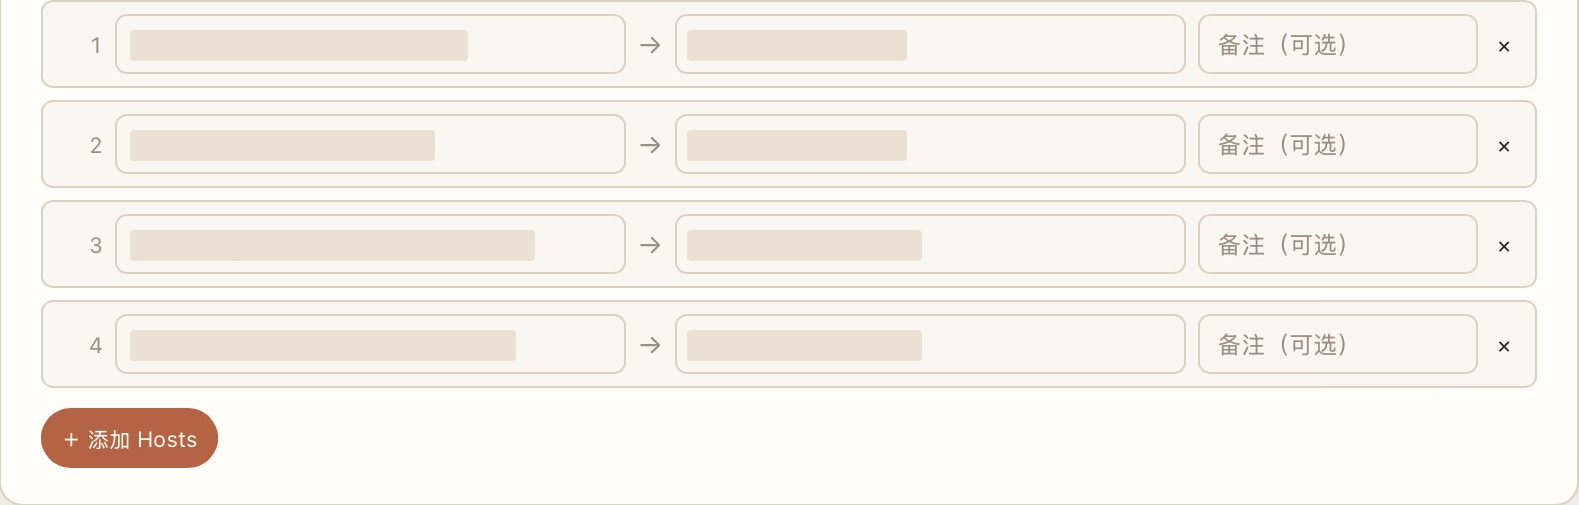 1 → 备注（可选） ×
2 → 备注（可选） ×
3 → 备注（可选） ×
4 → 备注（可选） ×
+ 添加 Hosts